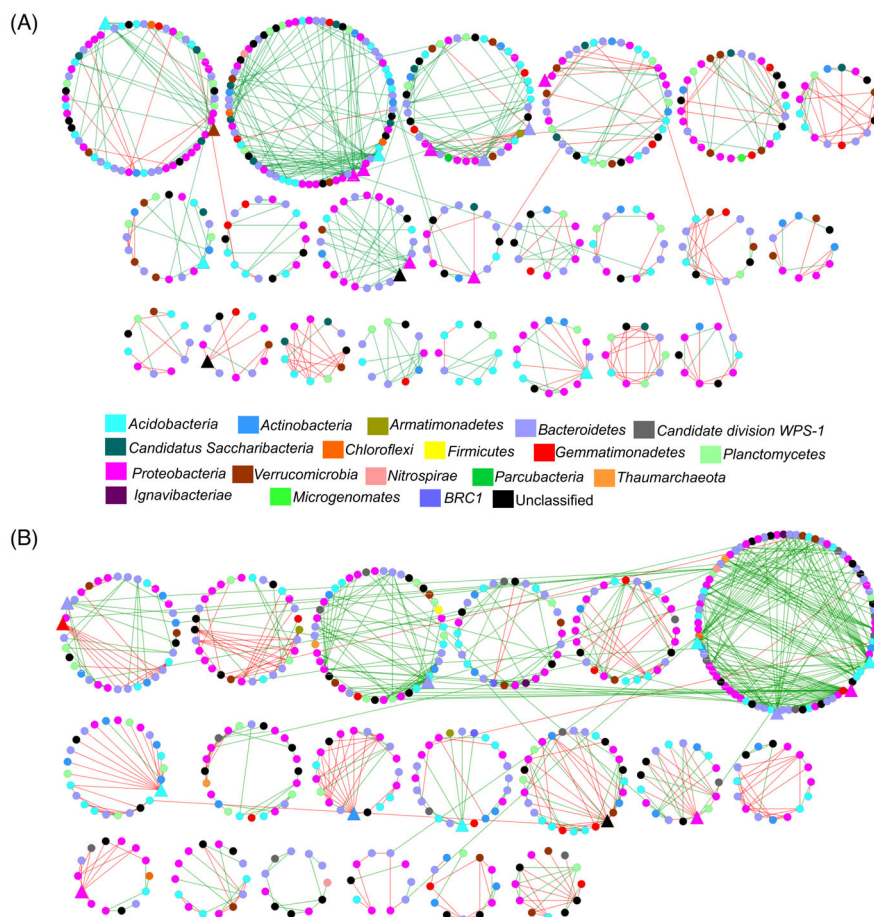 (A)
Acidobacteria Actinobacteria Armatimonadetes Bacteroidetes Candidate division WPS-1
Candidatus Saccharibacteria Chloroflexi Firmicutes Gemmatimonadetes Planctomycetes
Proteobacteria Verrucomicrobia Nitrospirae Parcubacteria Thaumarchaeota
Ignavibacteriae Microgenomates BRC1 Unclassified
(B)